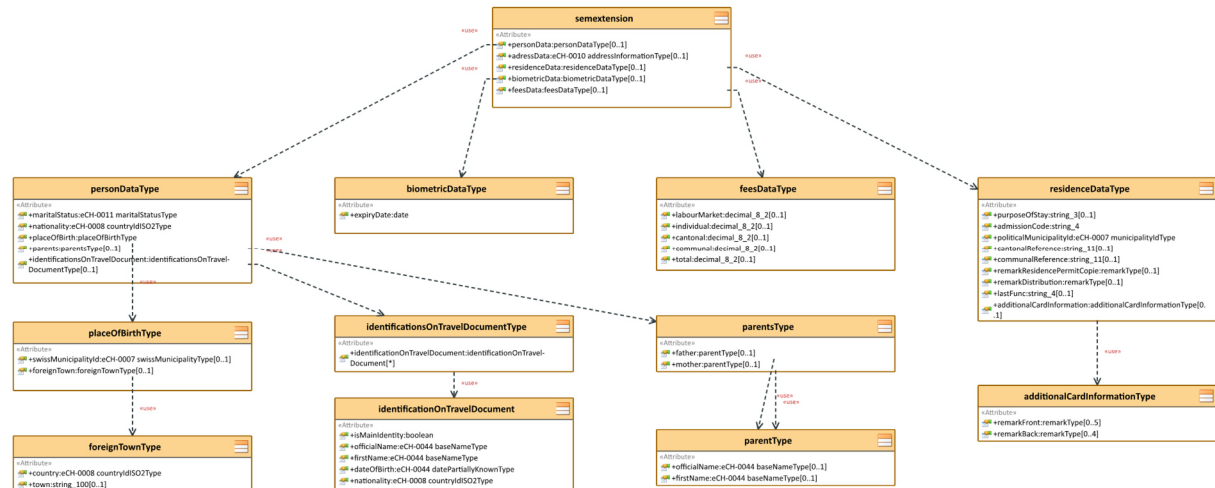 semextension
«Attribute»
+personData:personDataType[0..1]
+adressData:eCH-0010 addressInformationType[0..1]
+residenceData:residenceDataType[0..1]
+biometricData:biometricDataType[0..1]
+feesData:feesDataType[0..1]
«use»
«use»
«use»
«use»
personDataType
«Attribute»
+maritalStatus:eCH-0011 maritalStatusType
+nationality:eCH-0008 countryIdISO2Type
+placeOfBirth:placeOfBirthType
+parents:parentsType[0..1]
+identificationsOnTravelDocument:identificationsOnTravel-
DocumentType[0..1]
«use»
«use»
«use»
biometricDataType
«Attribute»
+expiryDate:date
feesDataType
«Attribute»
+labourMarket:decimal_8_2[0..1]
+individual:decimal_8_2[0..1]
+cantonal:decimal_8_2[0..1]
+communal:decimal_8_2[0..1]
+total:decimal_8_2[0..1]
residenceDataType
«Attribute»
+purposeOfStay:string_3[0..1]
+admissionCode:string_4
+politicalMunicipalityId:eCH-0007 municipalityIdType
+cantonalReference:string_11[0..1]
+communalReference:string_11[0..1]
+remarkResidencePermitCopie:remarkType[0..1]
+remarkDistribution:remarkType[0..1]
+lastFunc:string_4[0..1]
+additionalCardInformation:additionalCardInformationType[0.
.1]
placeOfBirthType
«Attribute»
+swissMunicipalityId:eCH-0007 swissMunicipalityType[0..1]
+foreignTown:foreignTownType[0..1]
«use»
identificationsOnTravelDocumentType
«Attribute»
+identificationOnTravelDocument:identificationOnTravel-
Document[*]
«use»
parentsType
«Attribute»
+father:parentType[0..1]
+mother:parentType[0..1]
«use»
«use»
«use»
additionalCardInformationType
«Attribute»
+remarkFront:remarkType[0..5]
+remarkBack:remarkType[0..4]
foreignTownType
«Attribute»
+country:eCH-0008 countryIdISO2Type
+town:string_100[0..1]
identificationOnTravelDocument
«Attribute»
+isMainIdentity:boolean
+officialName:eCH-0044 baseNameType
+firstName:eCH-0044 baseNameType
+dateOfBirth:eCH-0044 datePartiallyKnownType
+nationality:eCH-0008 countryIdISO2Type
parentType
«Attribute»
+officialName:eCH-0044 baseNameType[0..1]
+firstName:eCH-0044 baseNameType[0..1]